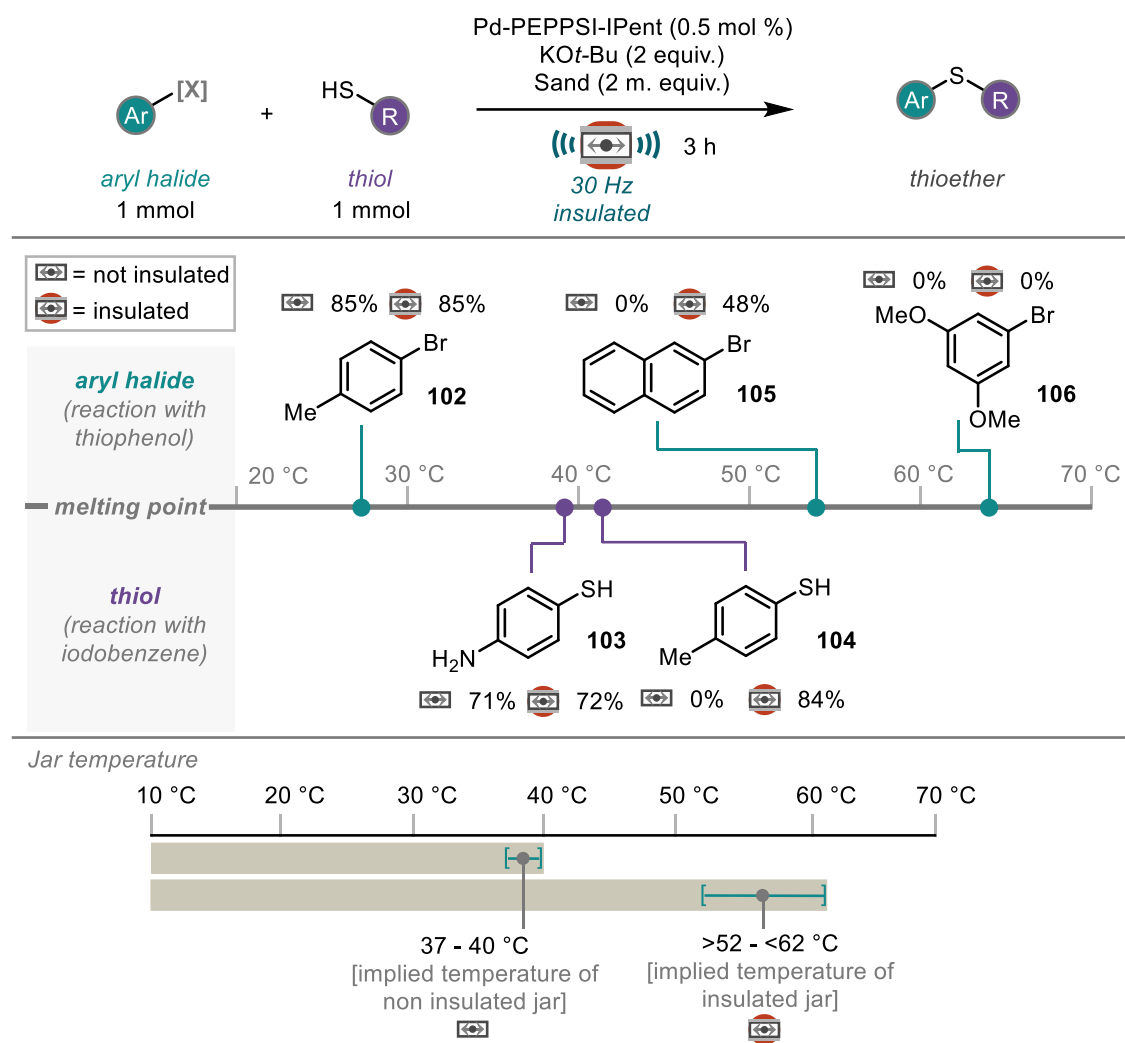 Pd-PEPPSI-IPent (0.5 mol %)
KOt-Bu (2 equiv.)
Sand (2 m. equiv.)
Ar [X] + HS R
3 h
Ar S R
30 Hz
insulated
aryl halide
1 mmol
thiol
1 mmol
thioether
= not insulated
= insulated
85% 85%
0% 48%
0% 0%
Br
Me
102
Br
105
MeO
Br
OMe
106
aryl halide
(reaction with
thiophenol)
20 °C 30 °C 40 °C 50 °C 60 °C 70 °C
melting point
thiol
(reaction with
iodobenzene)
SH
H2N
103
SH
Me
104
71% 72% 0% 84%
Jar temperature
10 °C 20 °C 30 °C 40 °C 50 °C 60 °C 70 °C
37 - 40 °C
[implied temperature of
non insulated jar]
>52 - <62 °C
[implied temperature of
insulated jar]